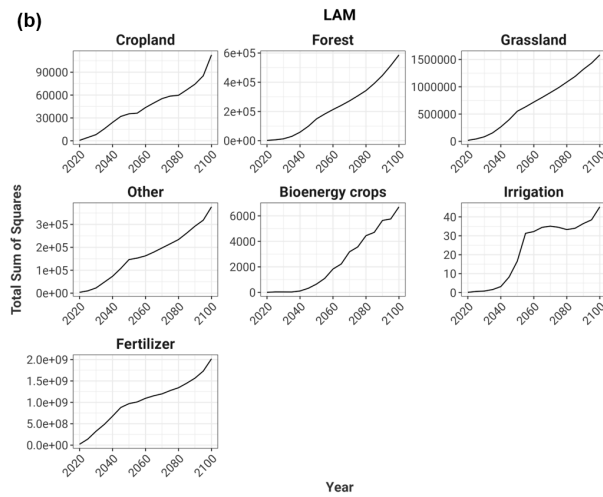 (b)
LAM
Cropland
Forest
Grassland
90000
60000
30000
0
6e+05
4e+05
2e+05
0e+00
1500000
1000000
500000
0
2020 2040 2060 2080 2100
2020 2040 2060 2080 2100
2020 2040 2060 2080 2100
Total Sum of Squares
Other
Bioenergy crops
Irrigation
3e+05
2e+05
1e+05
0e+00
6000
4000
2000
0
40
30
20
10
0
2020 2040 2060 2080 2100
2020 2040 2060 2080 2100
2020 2040 2060 2080 2100
Fertilizer
2.0e+09
1.5e+09
1.0e+09
5.0e+08
0.0e+00
2020 2040 2060 2080 2100
Year